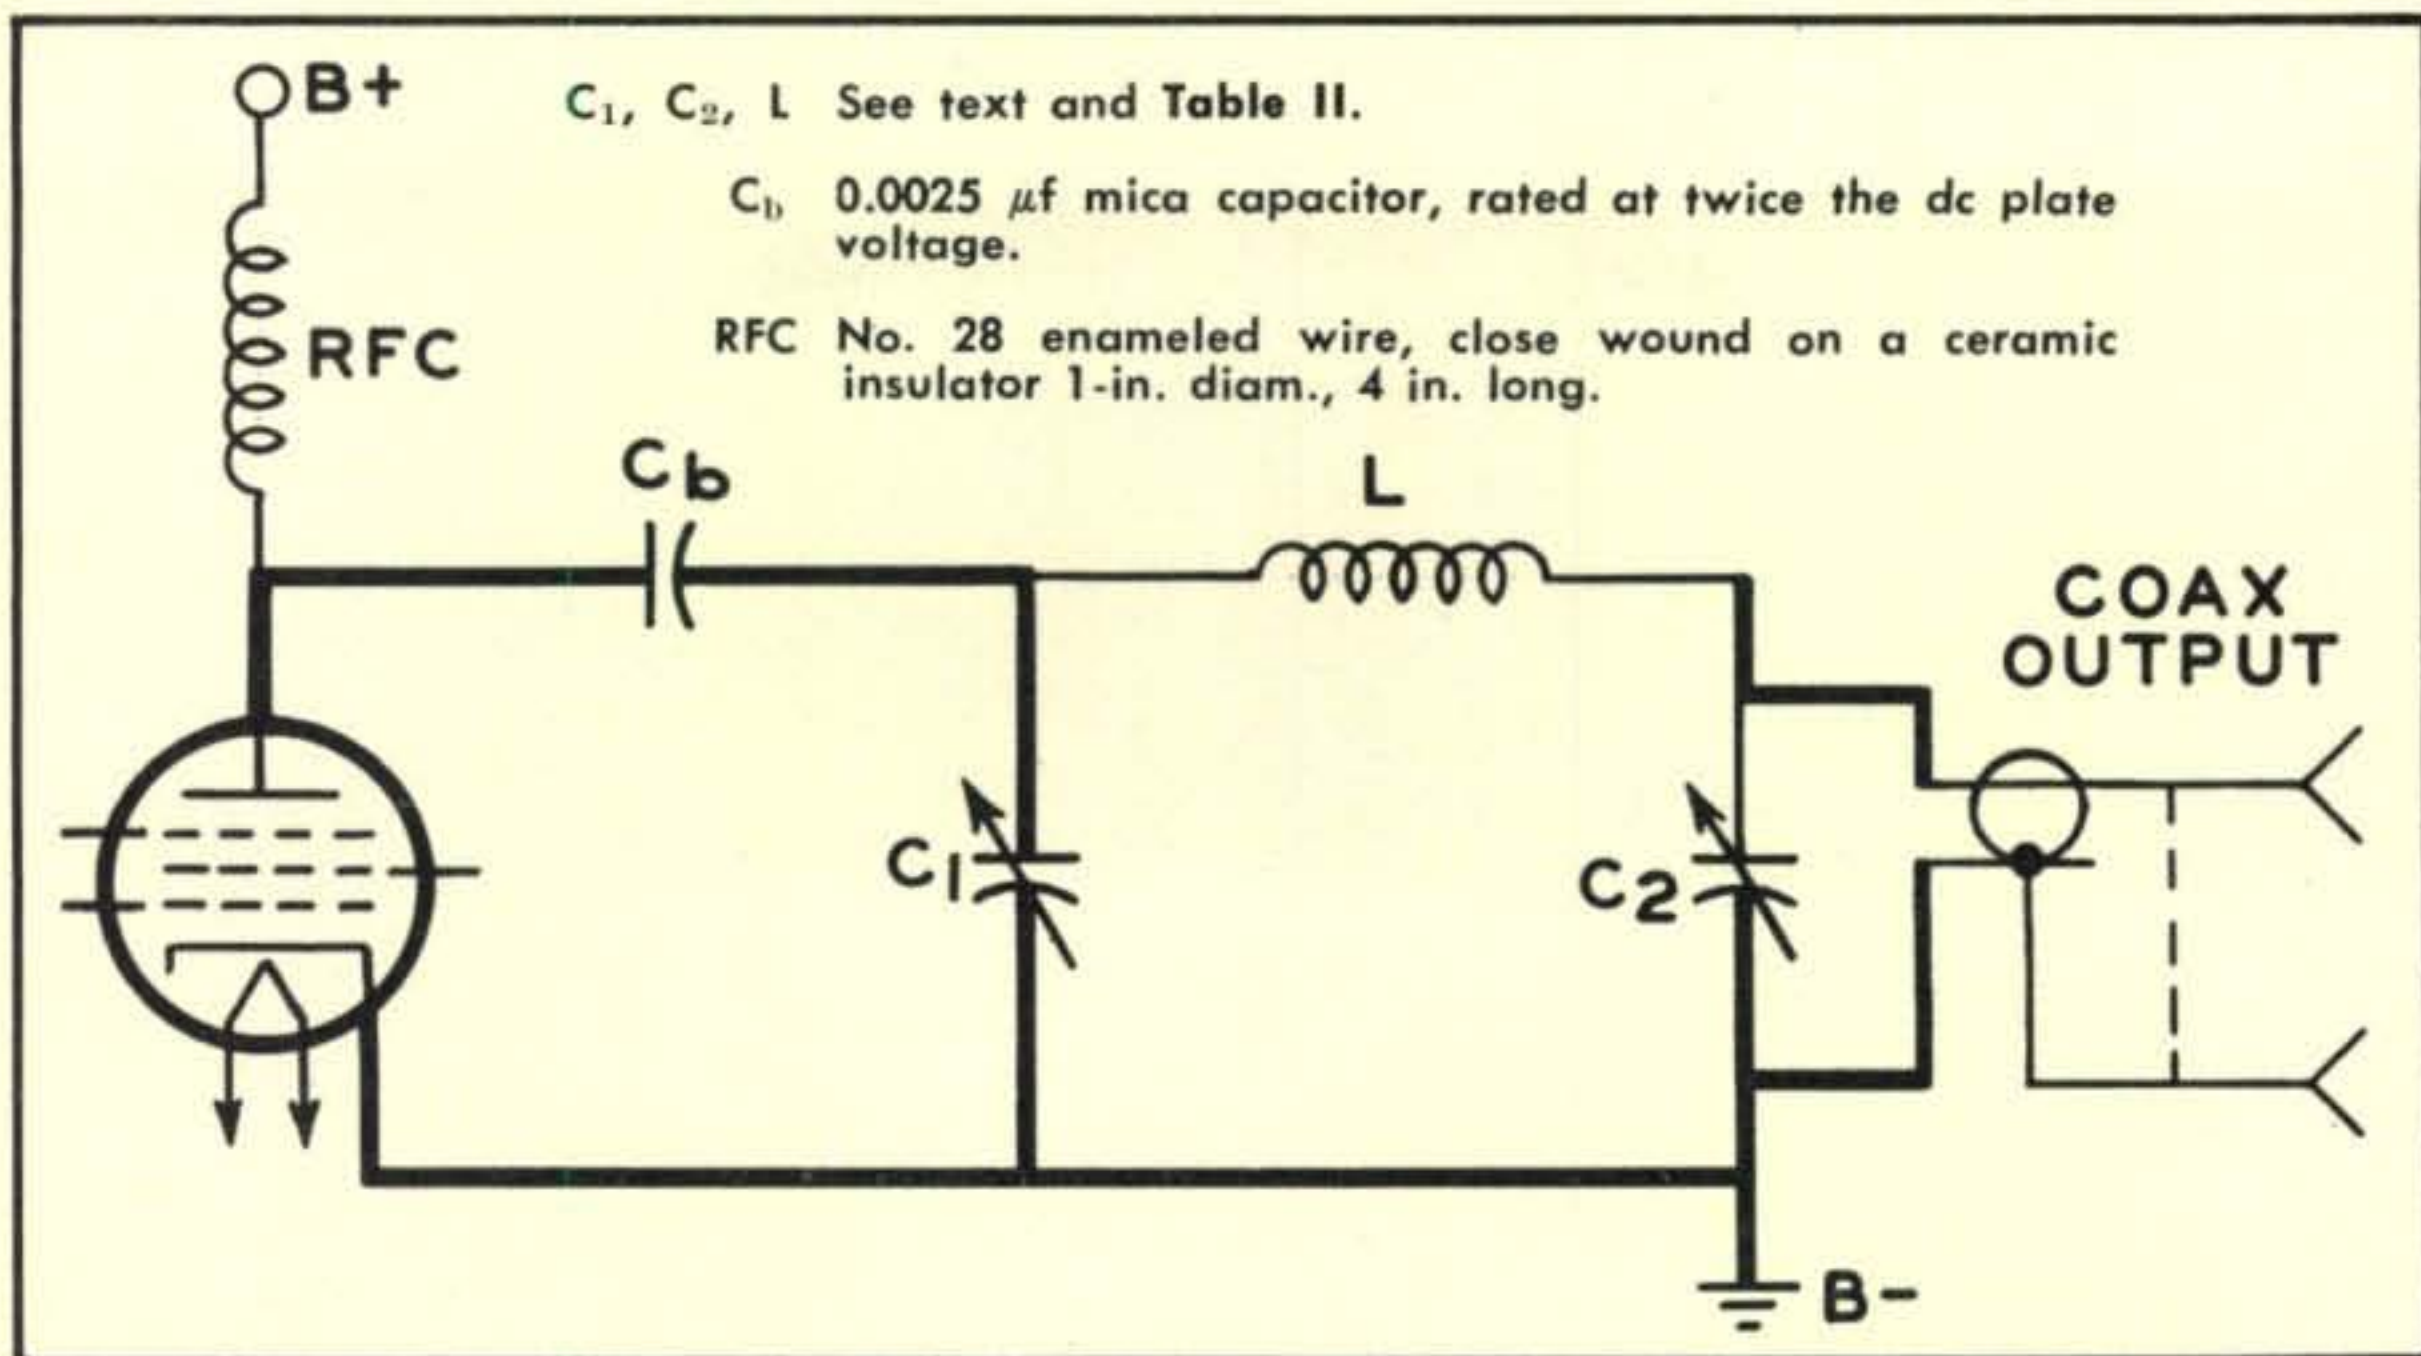 B+
C₁, C₂, L See text and Table II.
C_b 0.0025 μf mica capacitor, rated at twice the dc plate
voltage.
RFC No. 28 enameled wire, close wound on a ceramic
insulator 1-in. diam., 4 in. long.
RFC
Cb
L
COAX
OUTPUT
C1
C2
B-